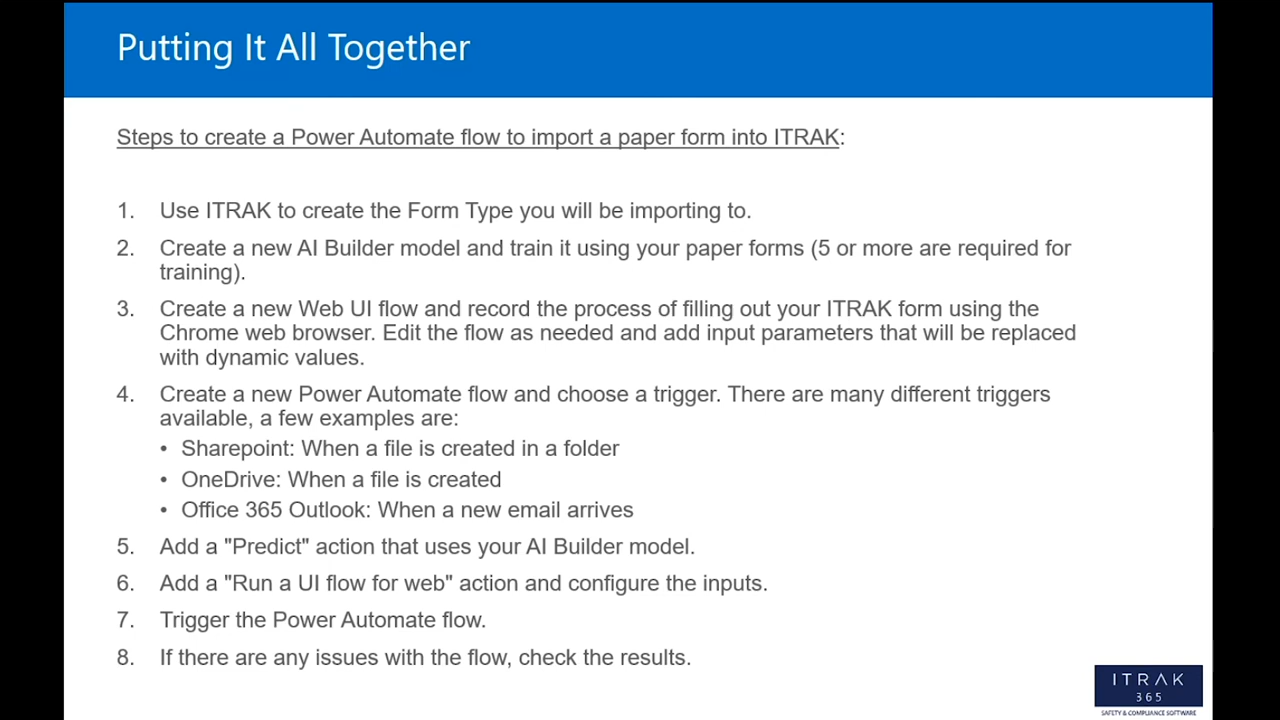 Putting It All Together
Steps to create a Power Automate flow to import a paper form into ITRAK:
1. Use ITRAK to create the Form Type you will be importing to.
2. Create a new AI Builder model and train it using your paper forms (5 or more are required for
training).
3. Create a new Web UI flow and record the process of filling out your ITRAK form using the
Chrome web browser. Edit the flow as needed and add input parameters that will be replaced
with dynamic values.
4. Create a new Power Automate flow and choose a trigger. There are many different triggers
available, a few examples are:
• Sharepoint: When a file is created in a folder
• OneDrive: When a file is created
• Office 365 Outlook: When a new email arrives
5. Add a "Predict" action that uses your AI Builder model.
6. Add a "Run a UI flow for web" action and configure the inputs.
7. Trigger the Power Automate flow.
8. If there are any issues with the flow, check the results.
ITRAK
365
SAFETY & COMPLIANCE SOFTWARE